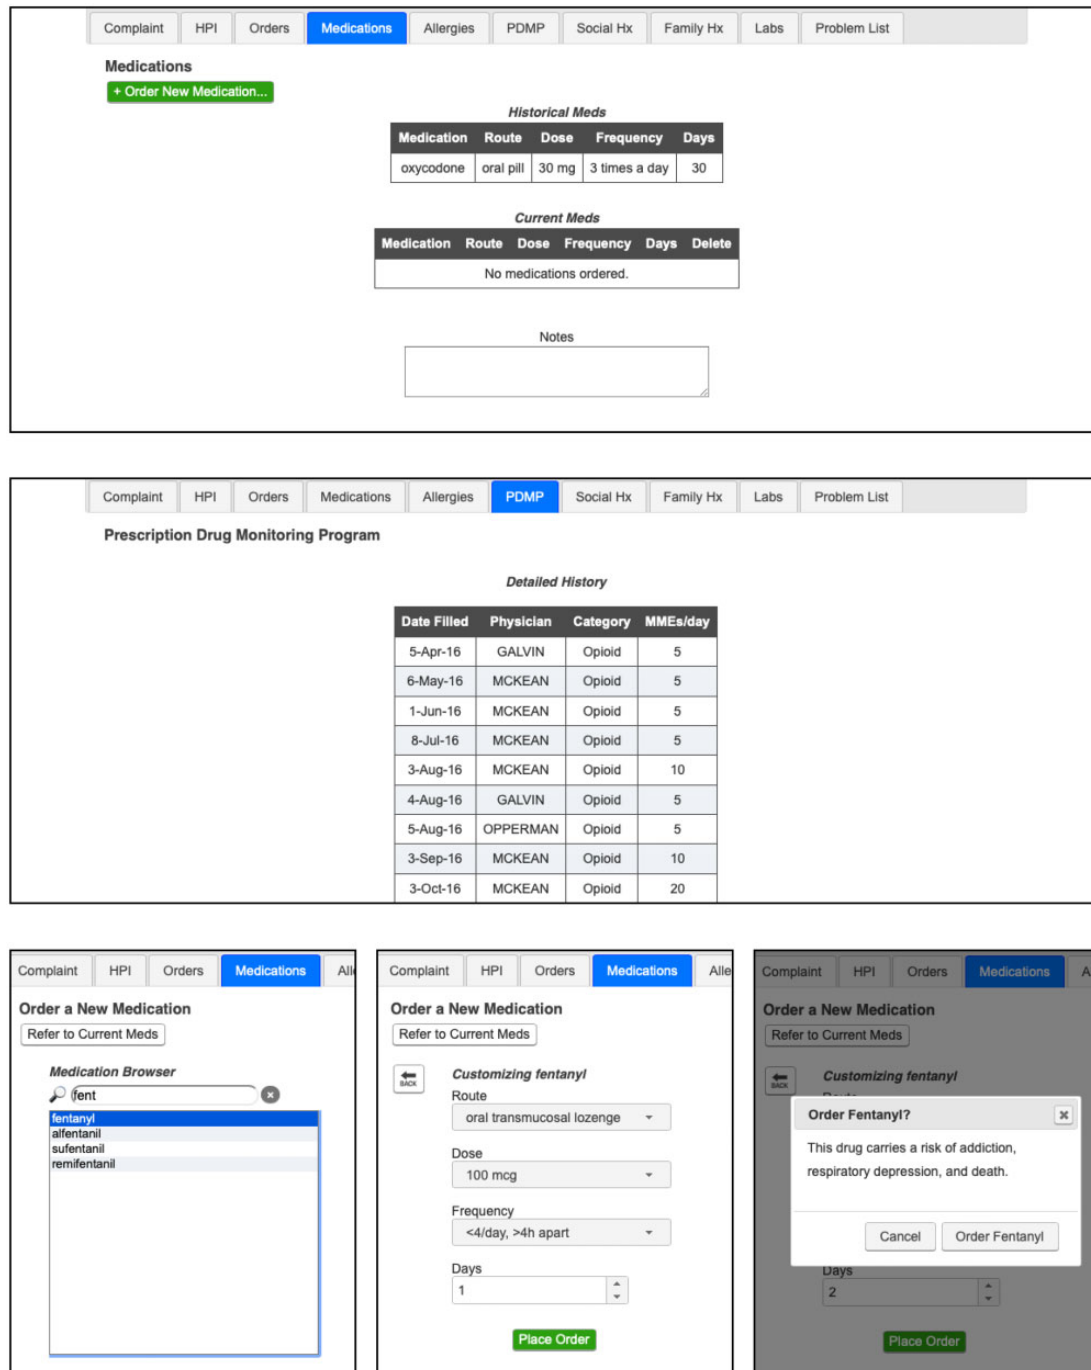 Complaint HPI Orders Medications Allergies PDMP Social Hx Family Hx Labs Problem List
Medications
+ Order New Medication...
Historical Meds
Medication Route Dose Frequency Days
oxycodone oral pill 30 mg 3 times a day 30
Current Meds
Medication Route Dose Frequency Days Delete
No medications ordered.
Notes
Complaint HPI Orders Medications Allergies PDMP Social Hx Family Hx Labs Problem List
Prescription Drug Monitoring Program
Detailed History
Date Filled Physician Category MMEs/day
5-Apr-16 GALVIN Opioid 5
6-May-16 MCKEAN Opioid 5
1-Jun-16 MCKEAN Opioid 5
8-Jul-16 MCKEAN Opioid 5
3-Aug-16 MCKEAN Opioid 10
4-Aug-16 GALVIN Opioid 5
5-Aug-16 OPPERMAN Opioid 5
3-Sep-16 MCKEAN Opioid 10
3-Oct-16 MCKEAN Opioid 20
Complaint HPI Orders Medications All
Order a New Medication
Refer to Current Meds
Medication Browser
fent
fentanyl
alfentanil
sufentanil
remifentanil
Complaint HPI Orders Medications Alle
Order a New Medication
Refer to Current Meds
BACK
Customizing fentanyl
Route
oral transmucosal lozenge
Dose
100 mcg
Frequency
<4/day, >4h apart
Days
1
Place Order
Complaint HPI Orders Medications A
Order a New Medication
Refer to Current Meds
BACK
Customizing fentanyl
Order Fentanyl?
This drug carries a risk of addiction,
respiratory depression, and death.
Cancel Order Fentanyl
Days
2
Place Order